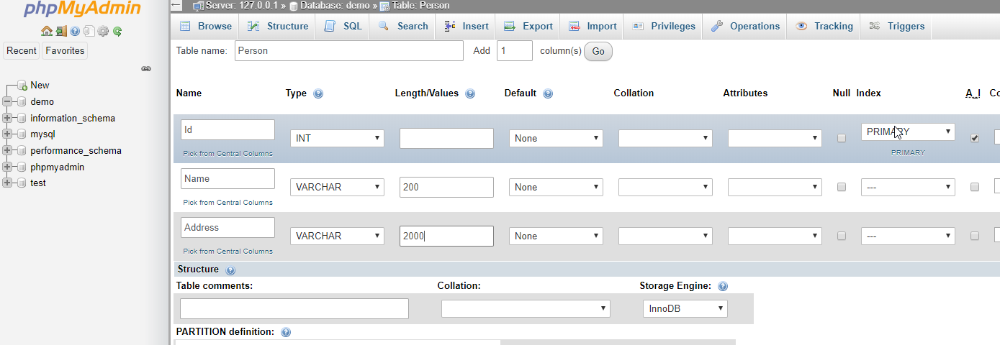 phpMyAdmin
Server: 127.0.0.1 » Database: demo » Table: Person
Browse Structure SQL Search Insert Export Import Privileges Operations Tracking Triggers
Recent Favorites
Table name: Person Add 1 column(s) Go
New
demo
information_schema
mysql
performance_schema
phpmyadmin
test
Name Type Length/Values Default Collation Attributes Null Index A_I Co
Id INT None PRIMARY
Pick from Central Columns PRIMARY
Name VARCHAR 200 None ---
Pick from Central Columns
Address VARCHAR 2000 None ---
Pick from Central Columns
Structure
Table comments: Collation: Storage Engine:
InnoDB
PARTITION definition: